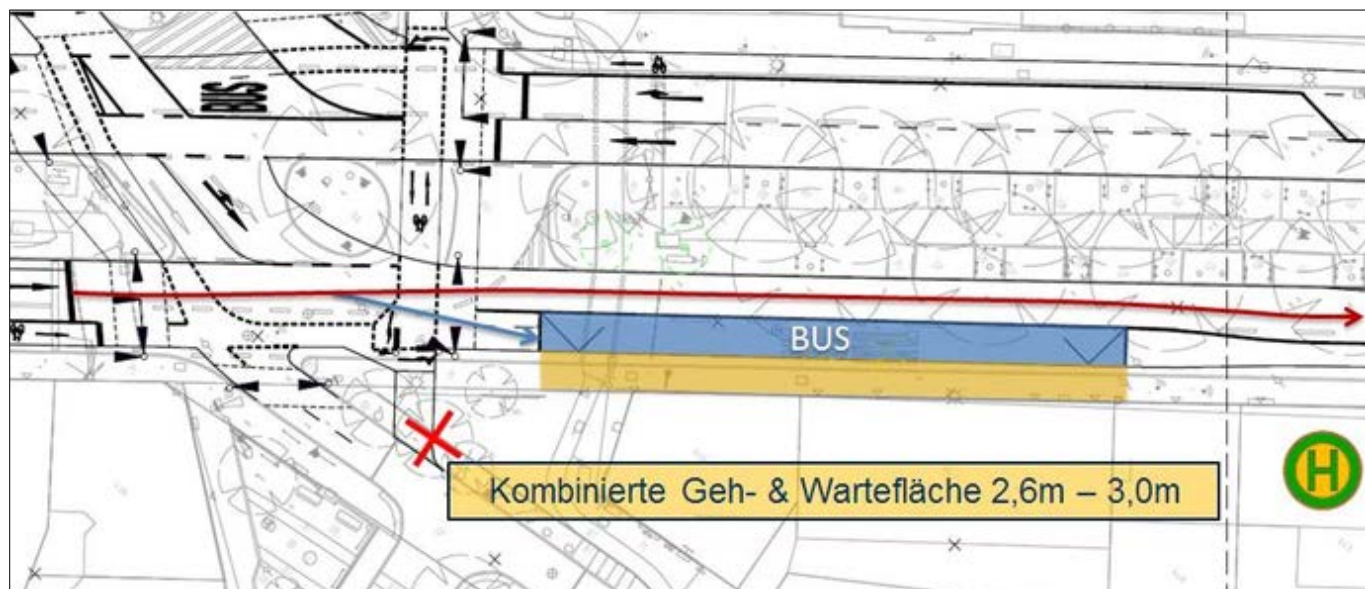 BUS
BUS
Kombinierte Geh- & Wartefläche 2,6m – 3,0m
H